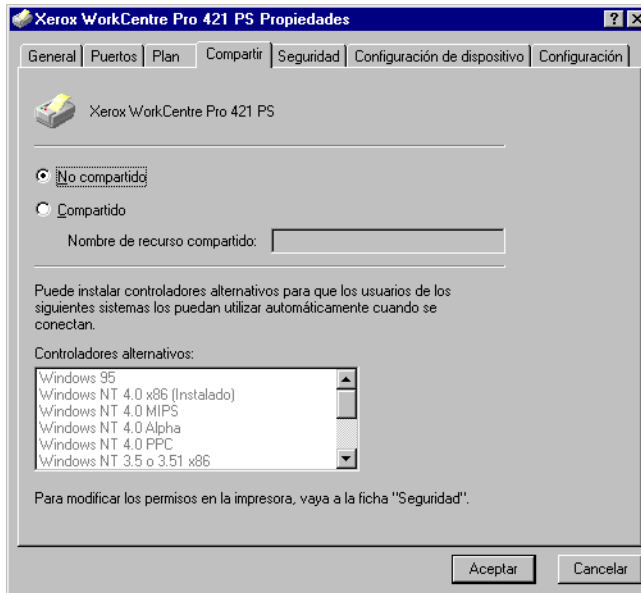 Xerox WorkCentre Pro 421 PS Propiedades
General Puertos Plan Compartir Seguridad Configuración de dispositivo Configuración
Xerox WorkCentre Pro 421 PS
No compartido
Compartido
Nombre de recurso compartido:
Puede instalar controladores alternativos para que los usuarios de los
siguientes sistemas los puedan utilizar automáticamente cuando se
conectan.
Controladores alternativos:
Windows 95
Windows NT 4.0 x86 (Instalado)
Windows NT 4.0 MIPS
Windows NT 4.0 Alpha
Windows NT 4.0 PPC
Windows NT 3.5 o 3.51 x86
Para modificar los permisos en la impresora, vaya a la ficha "Seguridad".
Aceptar Cancelar